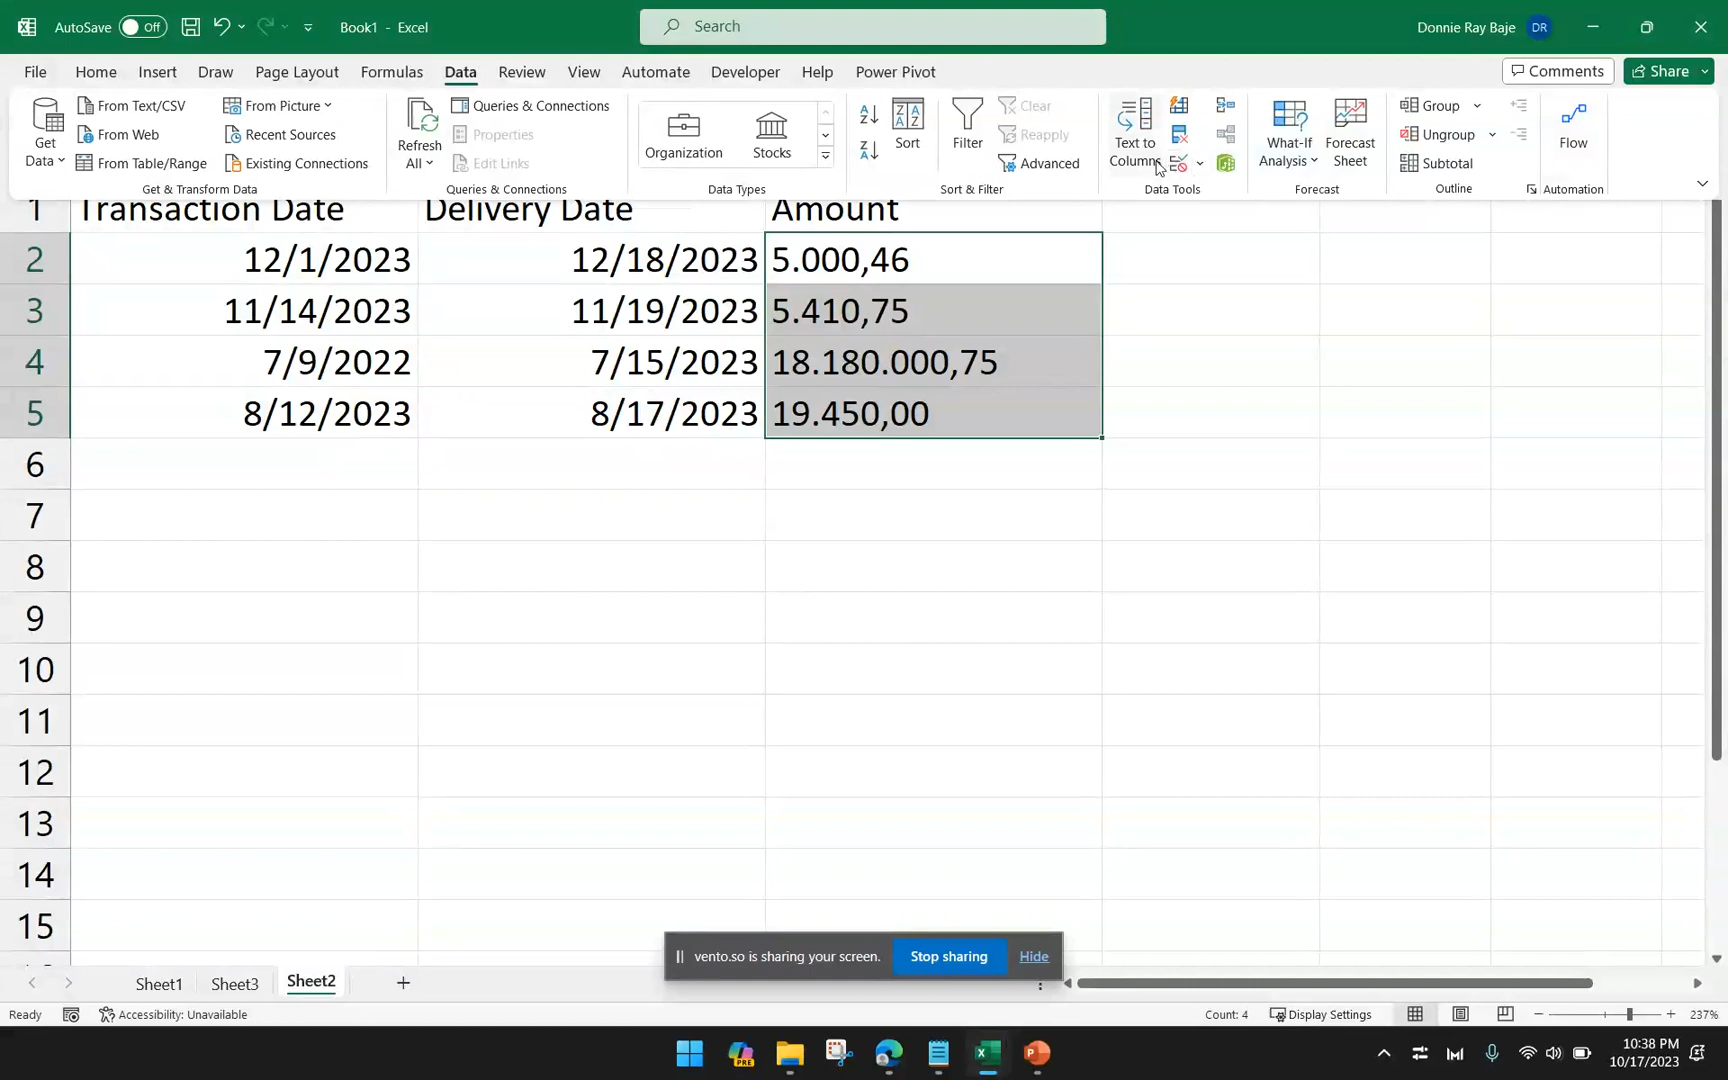 AutoSave Off Book1 - Excel Search Donnie Ray Baje DR
File Home Insert Draw Page Layout Formulas Data Review View Automate Developer Help Power Pivot Comments Share
Get Data
From Text/CSV
From Web
From Table/Range
From Picture
Recent Sources
Existing Connections
Get & Transform Data
Refresh All
Queries & Connections
Properties
Edit Links
Queries & Connections
Organization
Stocks
Data Types
Sort
Filter
Clear
Reapply
Advanced
Sort & Filter
Text to Columns
Data Tools
What-If Analysis
Forecast Sheet
Forecast
Group
Ungroup
Subtotal
Outline
Flow
Automation
1 Transaction Date Delivery Date Amount
2 12/1/2023 12/18/2023 5.000,46
3 11/14/2023 11/19/2023 5.410,75
4 7/9/2022 7/15/2023 18.180.000,75
5 8/12/2023 8/17/2023 19.450,00
6
7
8
9
10
11
12
13
14
15
vento.so is sharing your screen. Stop sharing Hide
Sheet1 Sheet3 Sheet2
Ready Accessibility: Unavailable Count: 4 Display Settings 237%
PRE
10:38 PM
10/17/2023